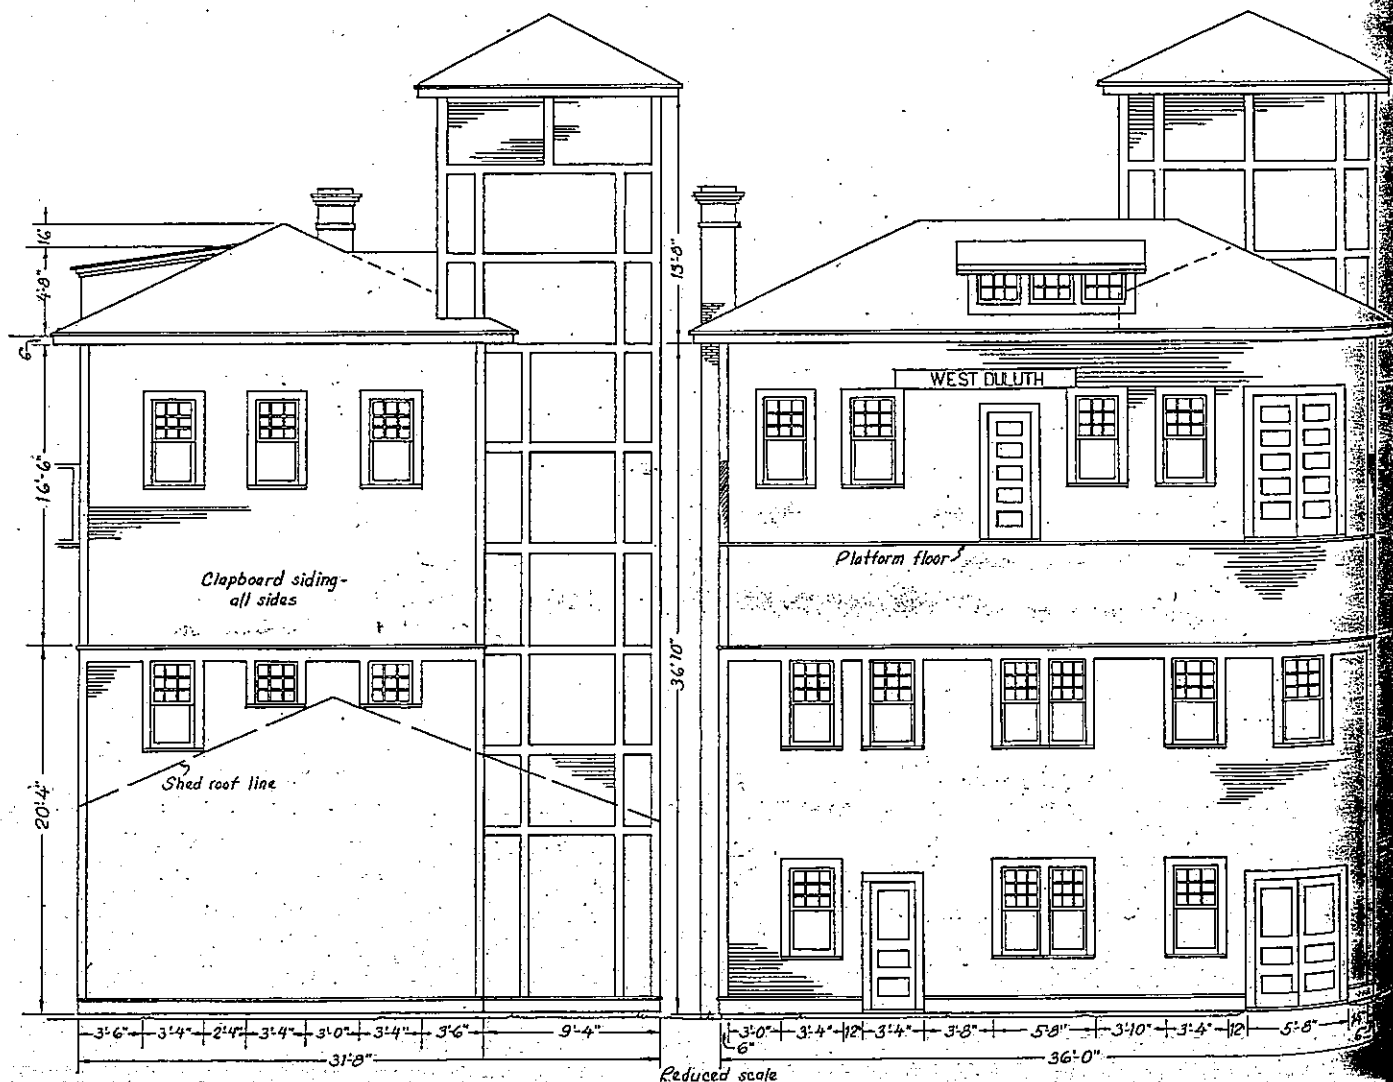 16"
4'-8"
6"
16'-6"
20'-4"
13'-8"
36'10"
WEST DULUTH
Platform floor
Clapboard siding-
all sides
Shed roof line
3'-6" 3'-4" 2'-4" 3'-4" 3'-0" 3'-4" 3'-6" 9'-4"
31'-8"
3'-0" 3'-4" 12" 3'-4" 3'-8" 5'-8" 3'-10" 3'-4" 12" 5'-8"
6"
36'-0"
Reduced scale